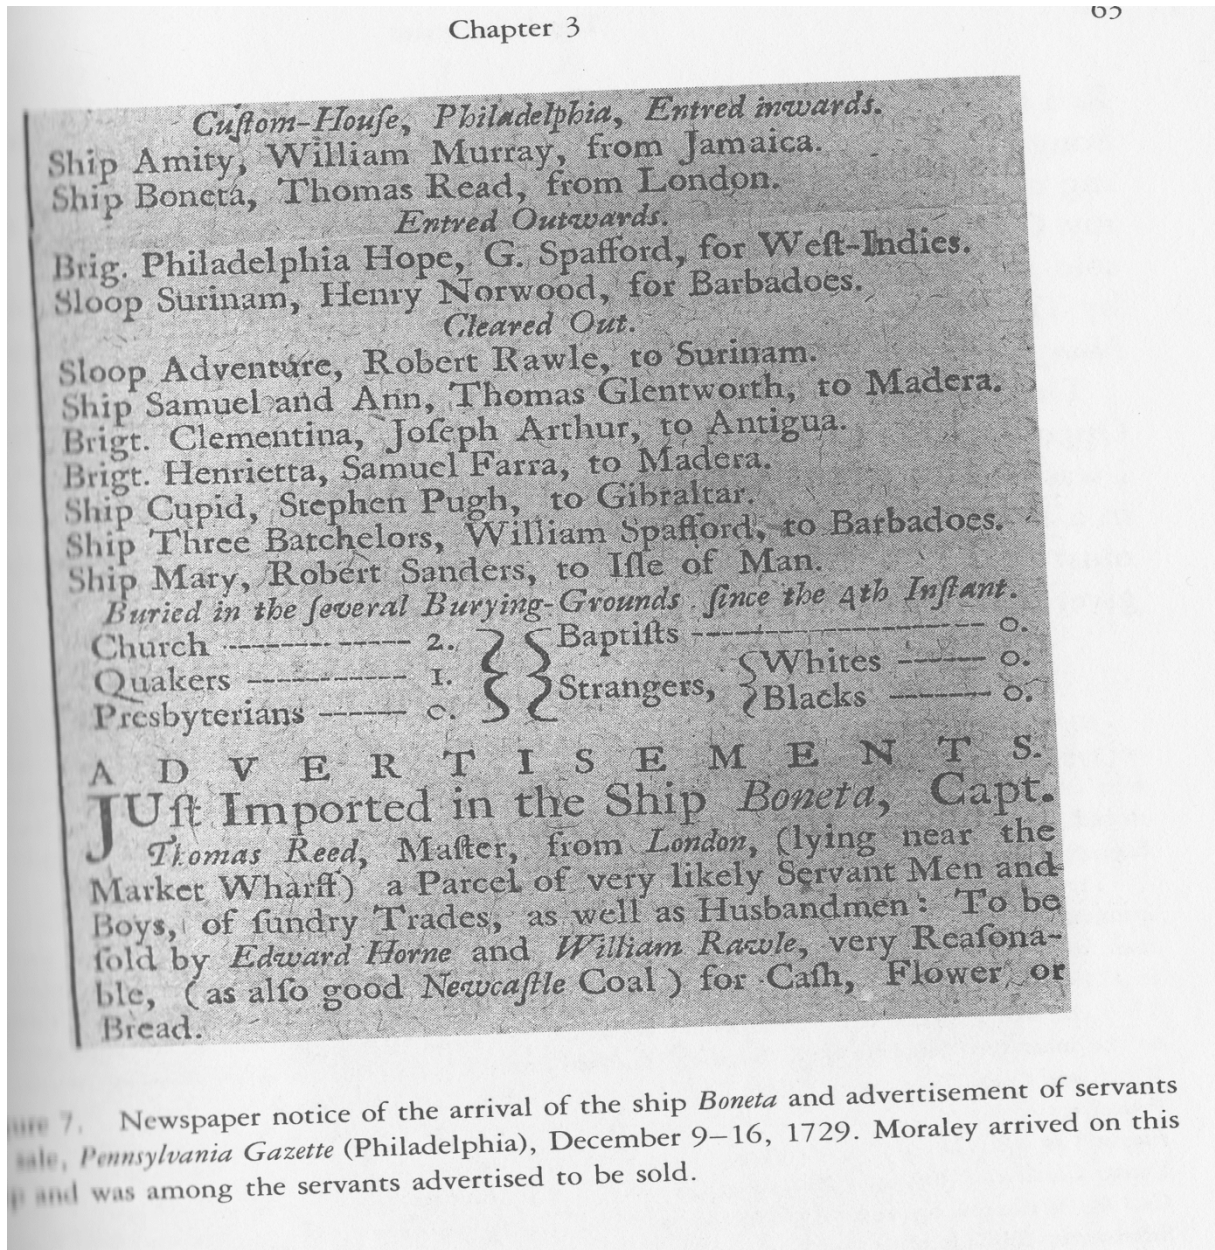 Chapter 3
65
Cuſtom-Houſe, Philadelphia, Entred inwards.
Ship Amity, William Murray, from Jamaica.
Ship Boneta, Thomas Read, from London.
Entred Outwards.
Brig. Philadelphia Hope, G. Spafford, for Weſt-Indies.
Sloop Surinam, Henry Norwood, for Barbadoes.
Cleared Out.
Sloop Adventure, Robert Rawle, to Surinam.
Ship Samuel and Ann, Thomas Glentworth, to Madera.
Brigt. Clementina, Joſeph Arthur, to Antigua.
Brigt. Henrietta, Samuel Farra, to Madera.
Ship Cupid, Stephen Pugh, to Gibraltar.
Ship Three Batchelors, William Spafford, to Barbadoes.
Ship Mary, Robert Sanders, to Iſle of Man.
Buried in the ſeveral Burying-Grounds ſince the 4th Inſtant.
Church ---------- 2. Baptiſts ------------------ 0.
Quakers ---------- 1. Strangers, Whites ------ 0.
Presbyterians ------ 0. Blacks ------ 0.
ADVERTISEMENTS.
JUſt Imported in the Ship Boneta, Capt.
Thomas Reed, Maſter, from London, (lying near the
Market Wharff) a Parcel of very likely Servant Men and
Boys, of ſundry Trades, as well as Husbandmen: To be
ſold by Edward Horne and William Rawle, very Reaſona-
ble, (as alſo good Newcaſtle Coal) for Caſh, Flower or
Bread.
ure 7. Newspaper notice of the arrival of the ship Boneta and advertisement of servants
sale, Pennsylvania Gazette (Philadelphia), December 9–16, 1729. Moraley arrived on this
p and was among the servants advertised to be sold.